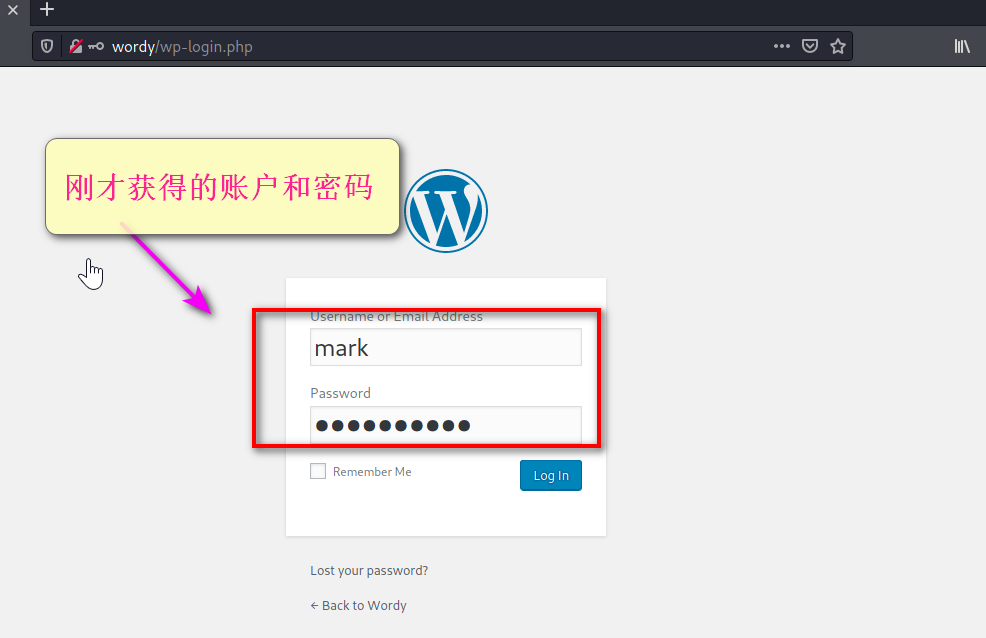 wordy/wp-login.php
刚才获得的账户和密码
Username or Email Address
mark
Password
Remember Me
Log In
Lost your password?
← Back to Wordy